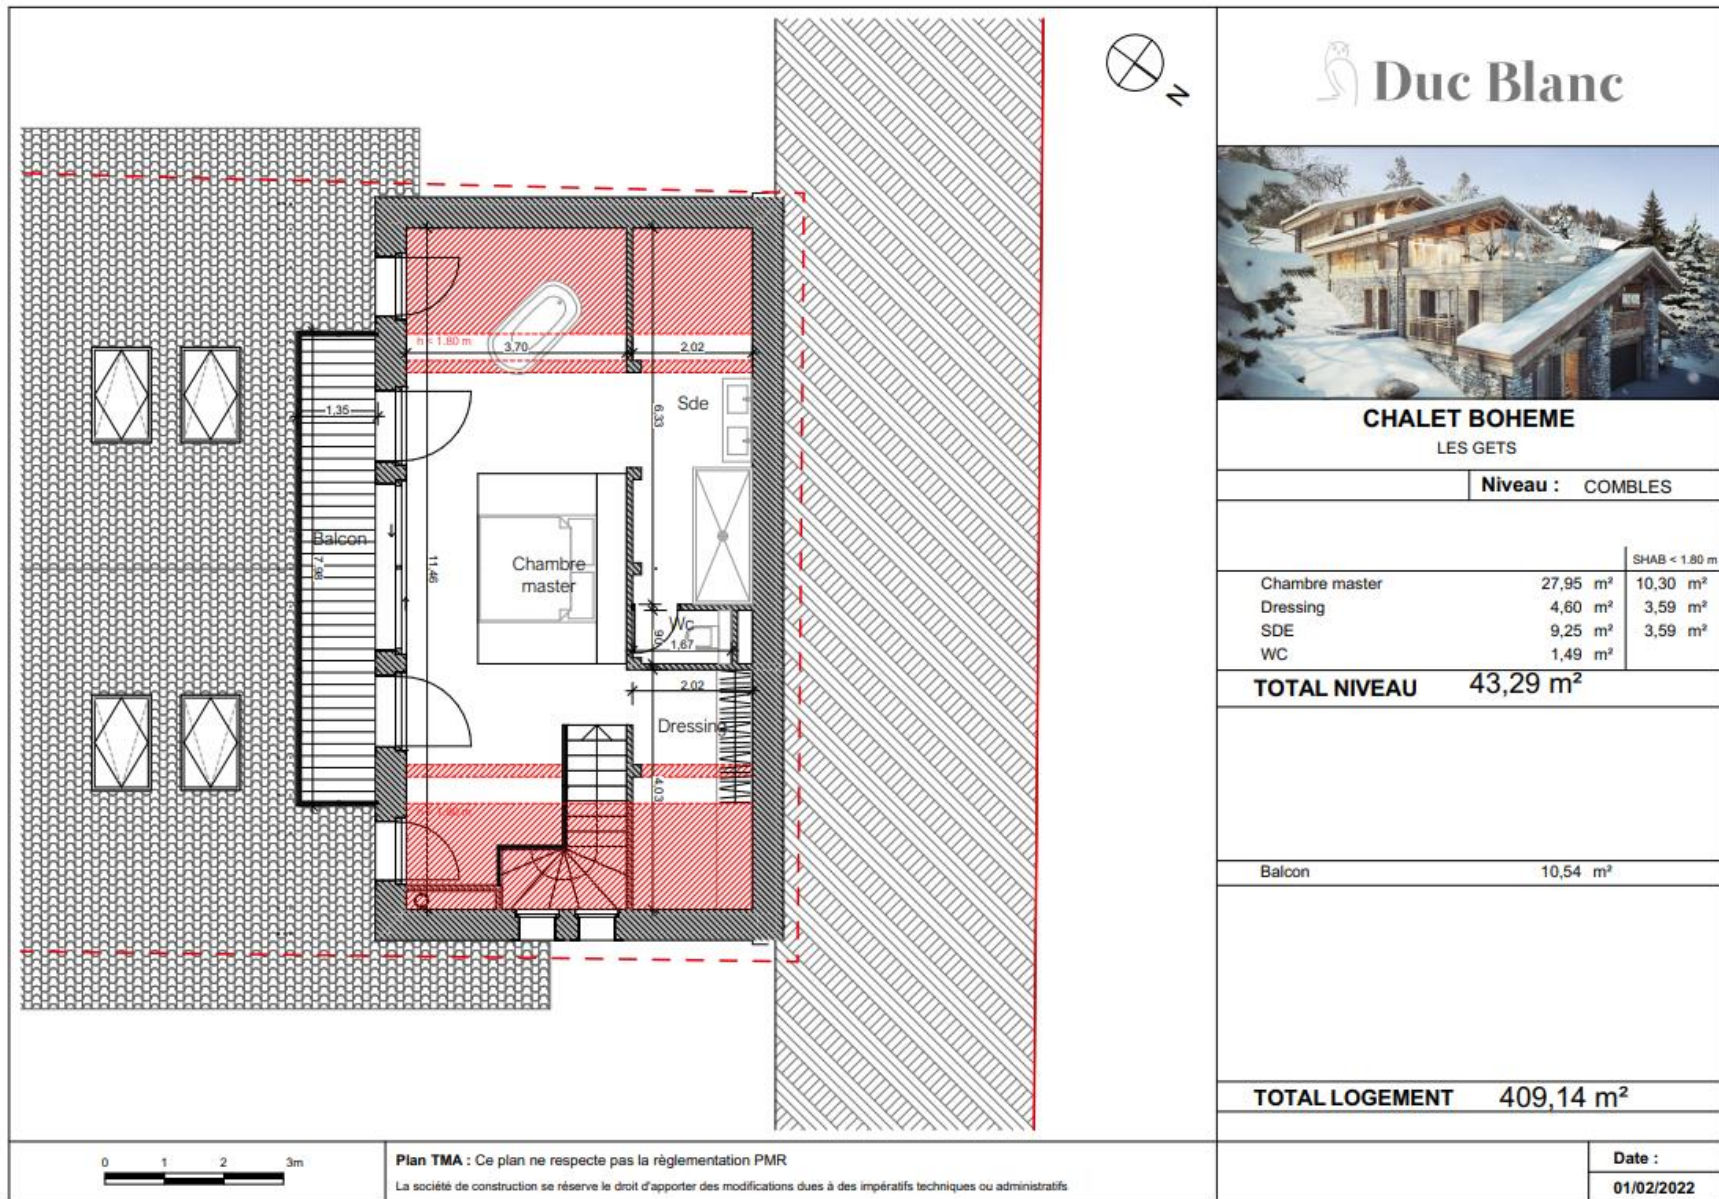 N
Duc Blanc
CHALET BOHEME
LES GETS
Niveau : COMBLES
SHAB < 1.80 m
Chambre master 27,95 m² 10,30 m²
Dressing 4,60 m² 3,59 m²
SDE 9,25 m² 3,59 m²
WC 1,49 m²
TOTAL NIVEAU 43,29 m²
Balcon 10,54 m²
TOTAL LOGEMENT 409,14 m²
Date :
01/02/2022
h < 1.80 m
3,70
2,02
1,35
Sde
6,33
Balcon
7,98
11,46
Chambre
master
Wc
90
1,67
2,02
Dressing
4,03
0 1 2 3m
Plan TMA : Ce plan ne respecte pas la règlementation PMR
La société de construction se réserve le droit d'apporter des modifications dues à des impératifs techniques ou administratifs